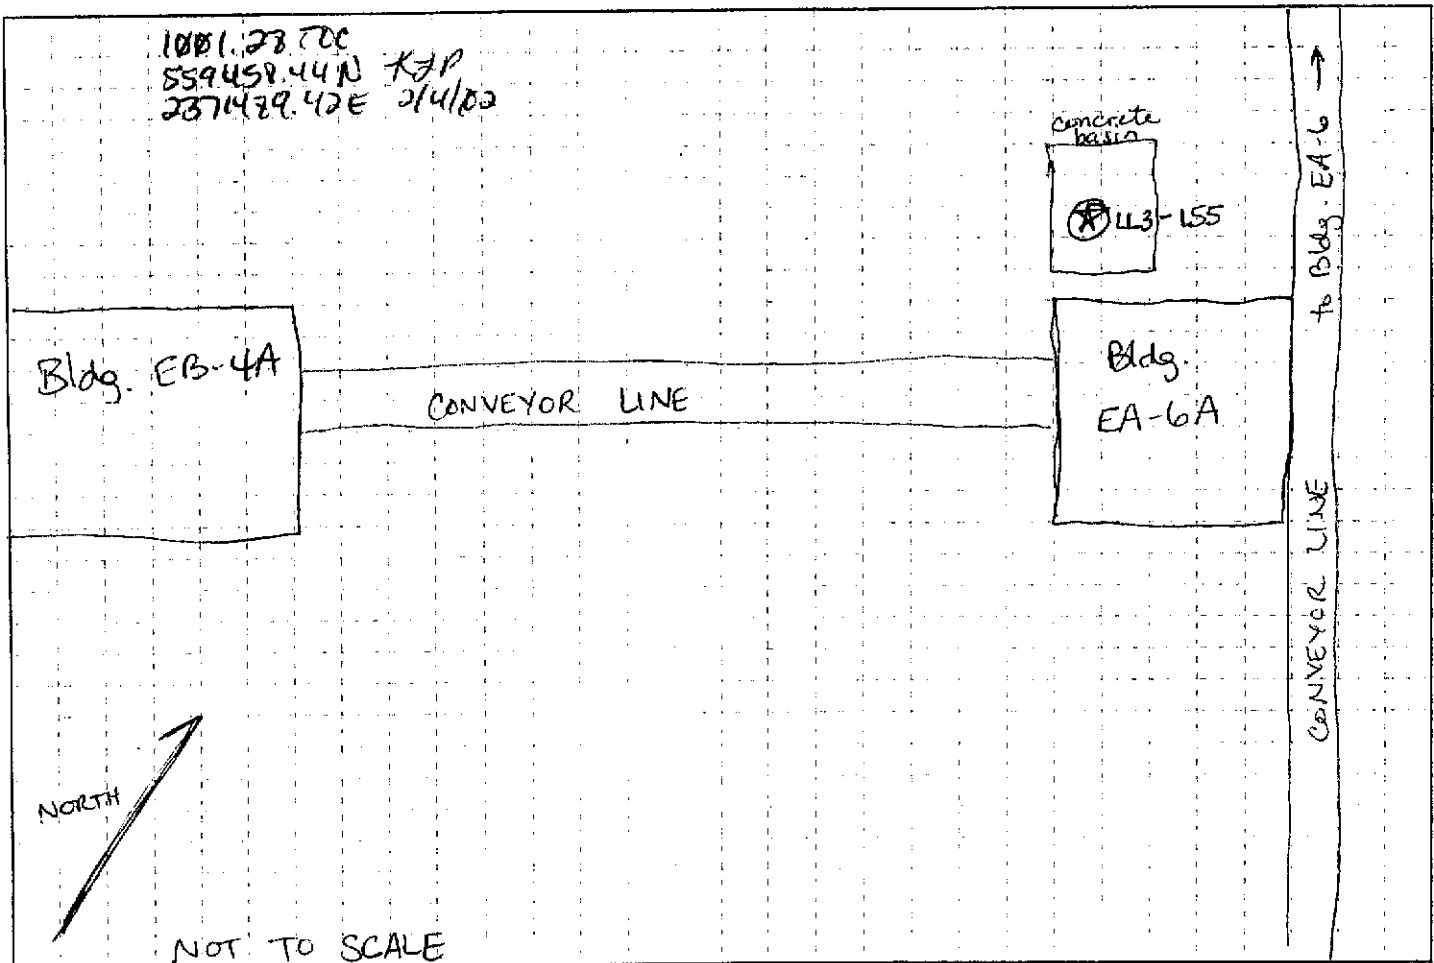 1001.28 TOC
559458.44N KJP
2371479.42E 2/4/02
concrete
basin
LL3-155
to Bldg. EA-6 →
Bldg. EB-4A
CONVEYOR LINE
Bldg.
EA-6A
CONVEYOR LINE
NORTH
NOT TO SCALE